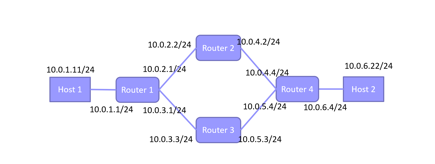 Router 2
10.0.2.2/24
10.0.4.2/24
10.0.6.22/24
10.0.1.11/24
10.0.2.1/24
10.0.4.4/24
Host 1
Router 1
Router 4
Host 2
10.0.1.1/24
10.0.3.1/24
10.0.5.4/24
10.0.6.4/24
Router 3
10.0.3.3/24
10.0.5.3/24